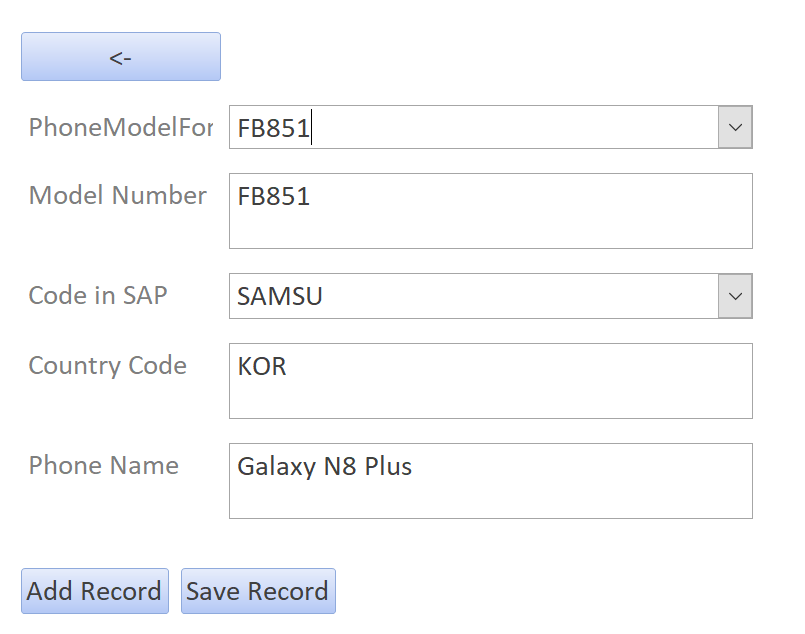 <-
PhoneModelFor FB851
Model Number FB851
Code in SAP SAMSU
Country Code KOR
Phone Name Galaxy N8 Plus
Add Record Save Record